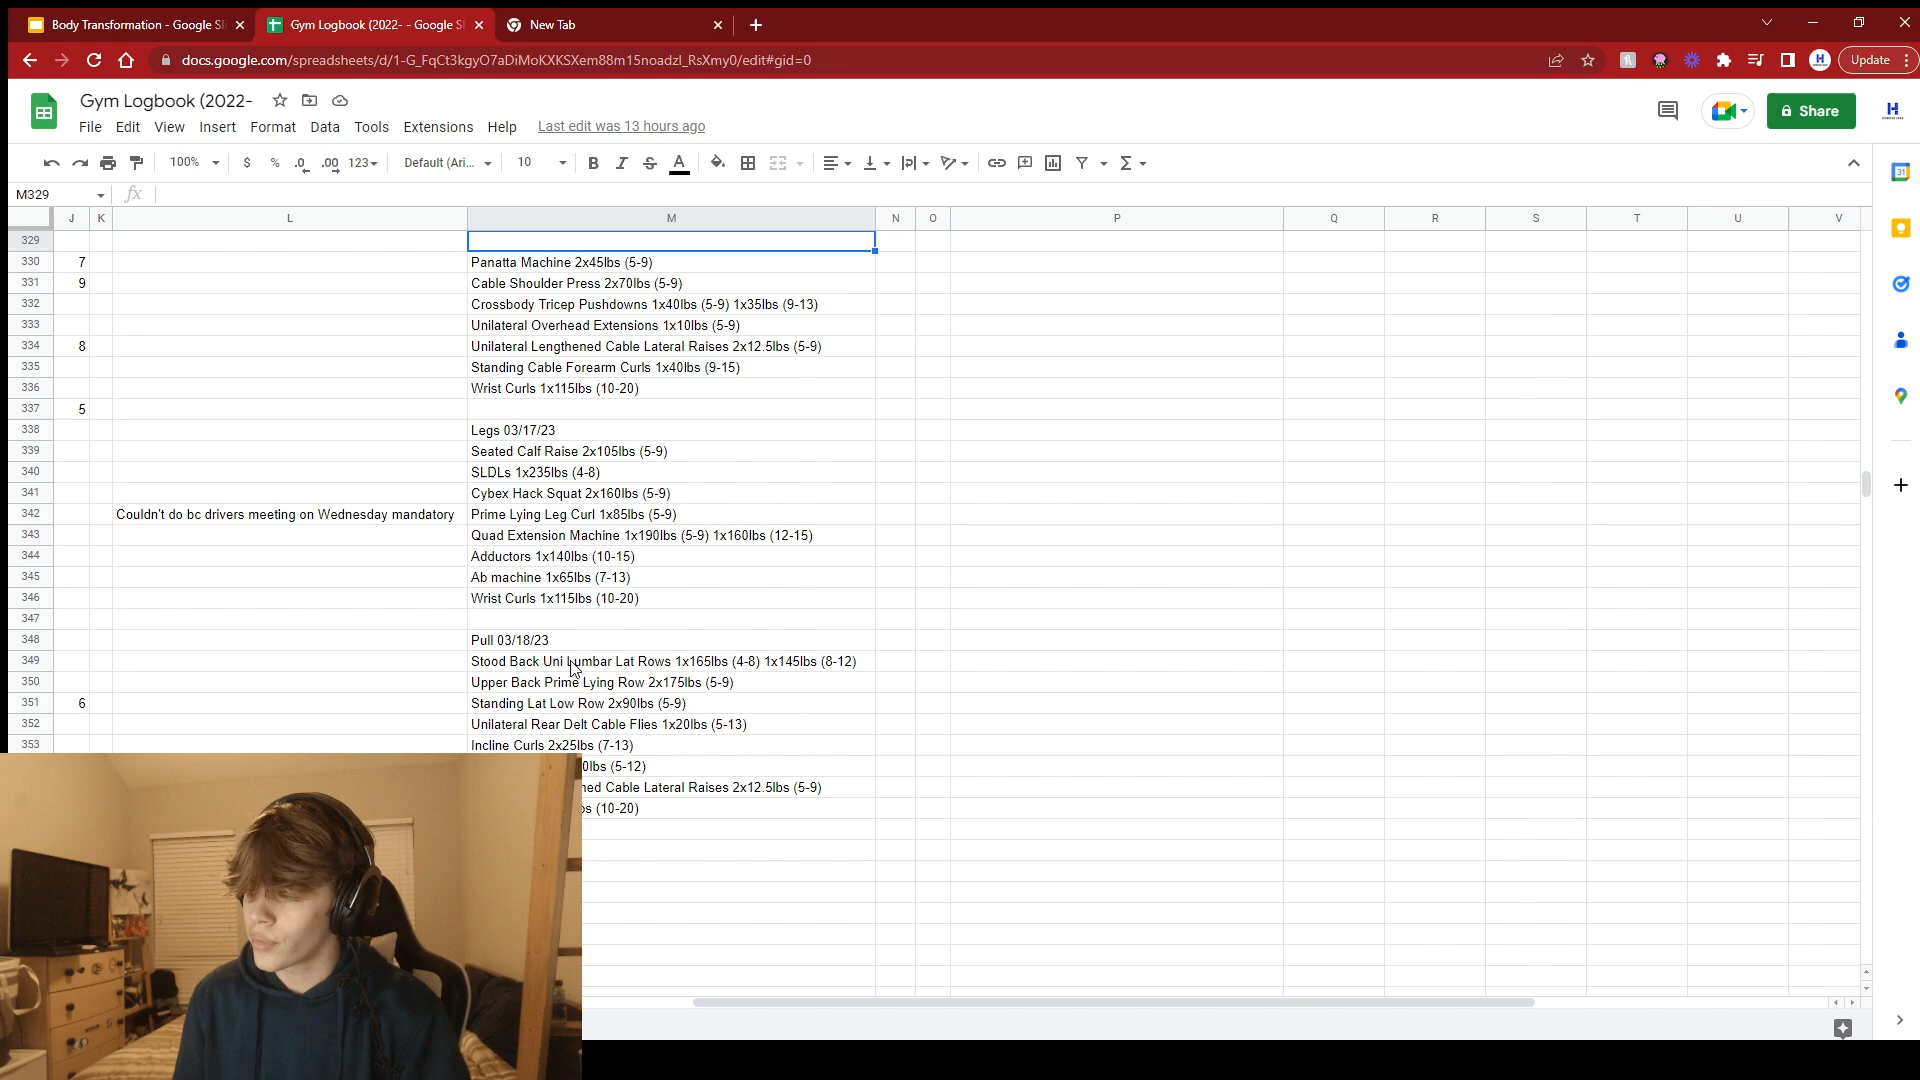 Body Transformation - Google Sl
Gym Logbook (2022- - Google Sh
New Tab
docs.google.com/spreadsheets/d/1-G_FqCt3kgyO7aDiMoKXKSXem88m15noadzl_RsXmy0/edit#gid=0
Update
Gym Logbook (2022-
File Edit View Insert Format Data Tools Extensions Help Last edit was 13 hours ago
Share
100% $ % .0 .00 123 Default (Ari... 10 B I S A
M329 fx
J K L M N O P Q R S T U V
329
330 7 Panatta Machine 2x45lbs (5-9)
331 9 Cable Shoulder Press 2x70lbs (5-9)
332 Crossbody Tricep Pushdowns 1x40lbs (5-9) 1x35lbs (9-13)
333 Unilateral Overhead Extensions 1x10lbs (5-9)
334 8 Unilateral Lengthened Cable Lateral Raises 2x12.5lbs (5-9)
335 Standing Cable Forearm Curls 1x40lbs (9-15)
336 Wrist Curls 1x115lbs (10-20)
337 5
338 Legs 03/17/23
339 Seated Calf Raise 2x105lbs (5-9)
340 SLDLs 1x235lbs (4-8)
341 Cybex Hack Squat 2x160lbs (5-9)
342 Couldn't do bc drivers meeting on Wednesday mandatory Prime Lying Leg Curl 1x85lbs (5-9)
343 Quad Extension Machine 1x190lbs (5-9) 1x160lbs (12-15)
344 Adductors 1x140lbs (10-15)
345 Ab machine 1x65lbs (7-13)
346 Wrist Curls 1x115lbs (10-20)
347
348 Pull 03/18/23
349 Stood Back Uni Lumbar Lat Rows 1x165lbs (4-8) 1x145lbs (8-12)
350 Upper Back Prime Lying Row 2x175lbs (5-9)
351 6 Standing Lat Low Row 2x90lbs (5-9)
352 Unilateral Rear Delt Cable Flies 1x20lbs (5-13)
353 Incline Curls 2x25lbs (7-13)
0lbs (5-12)
ned Cable Lateral Raises 2x12.5lbs (5-9)
bs (10-20)